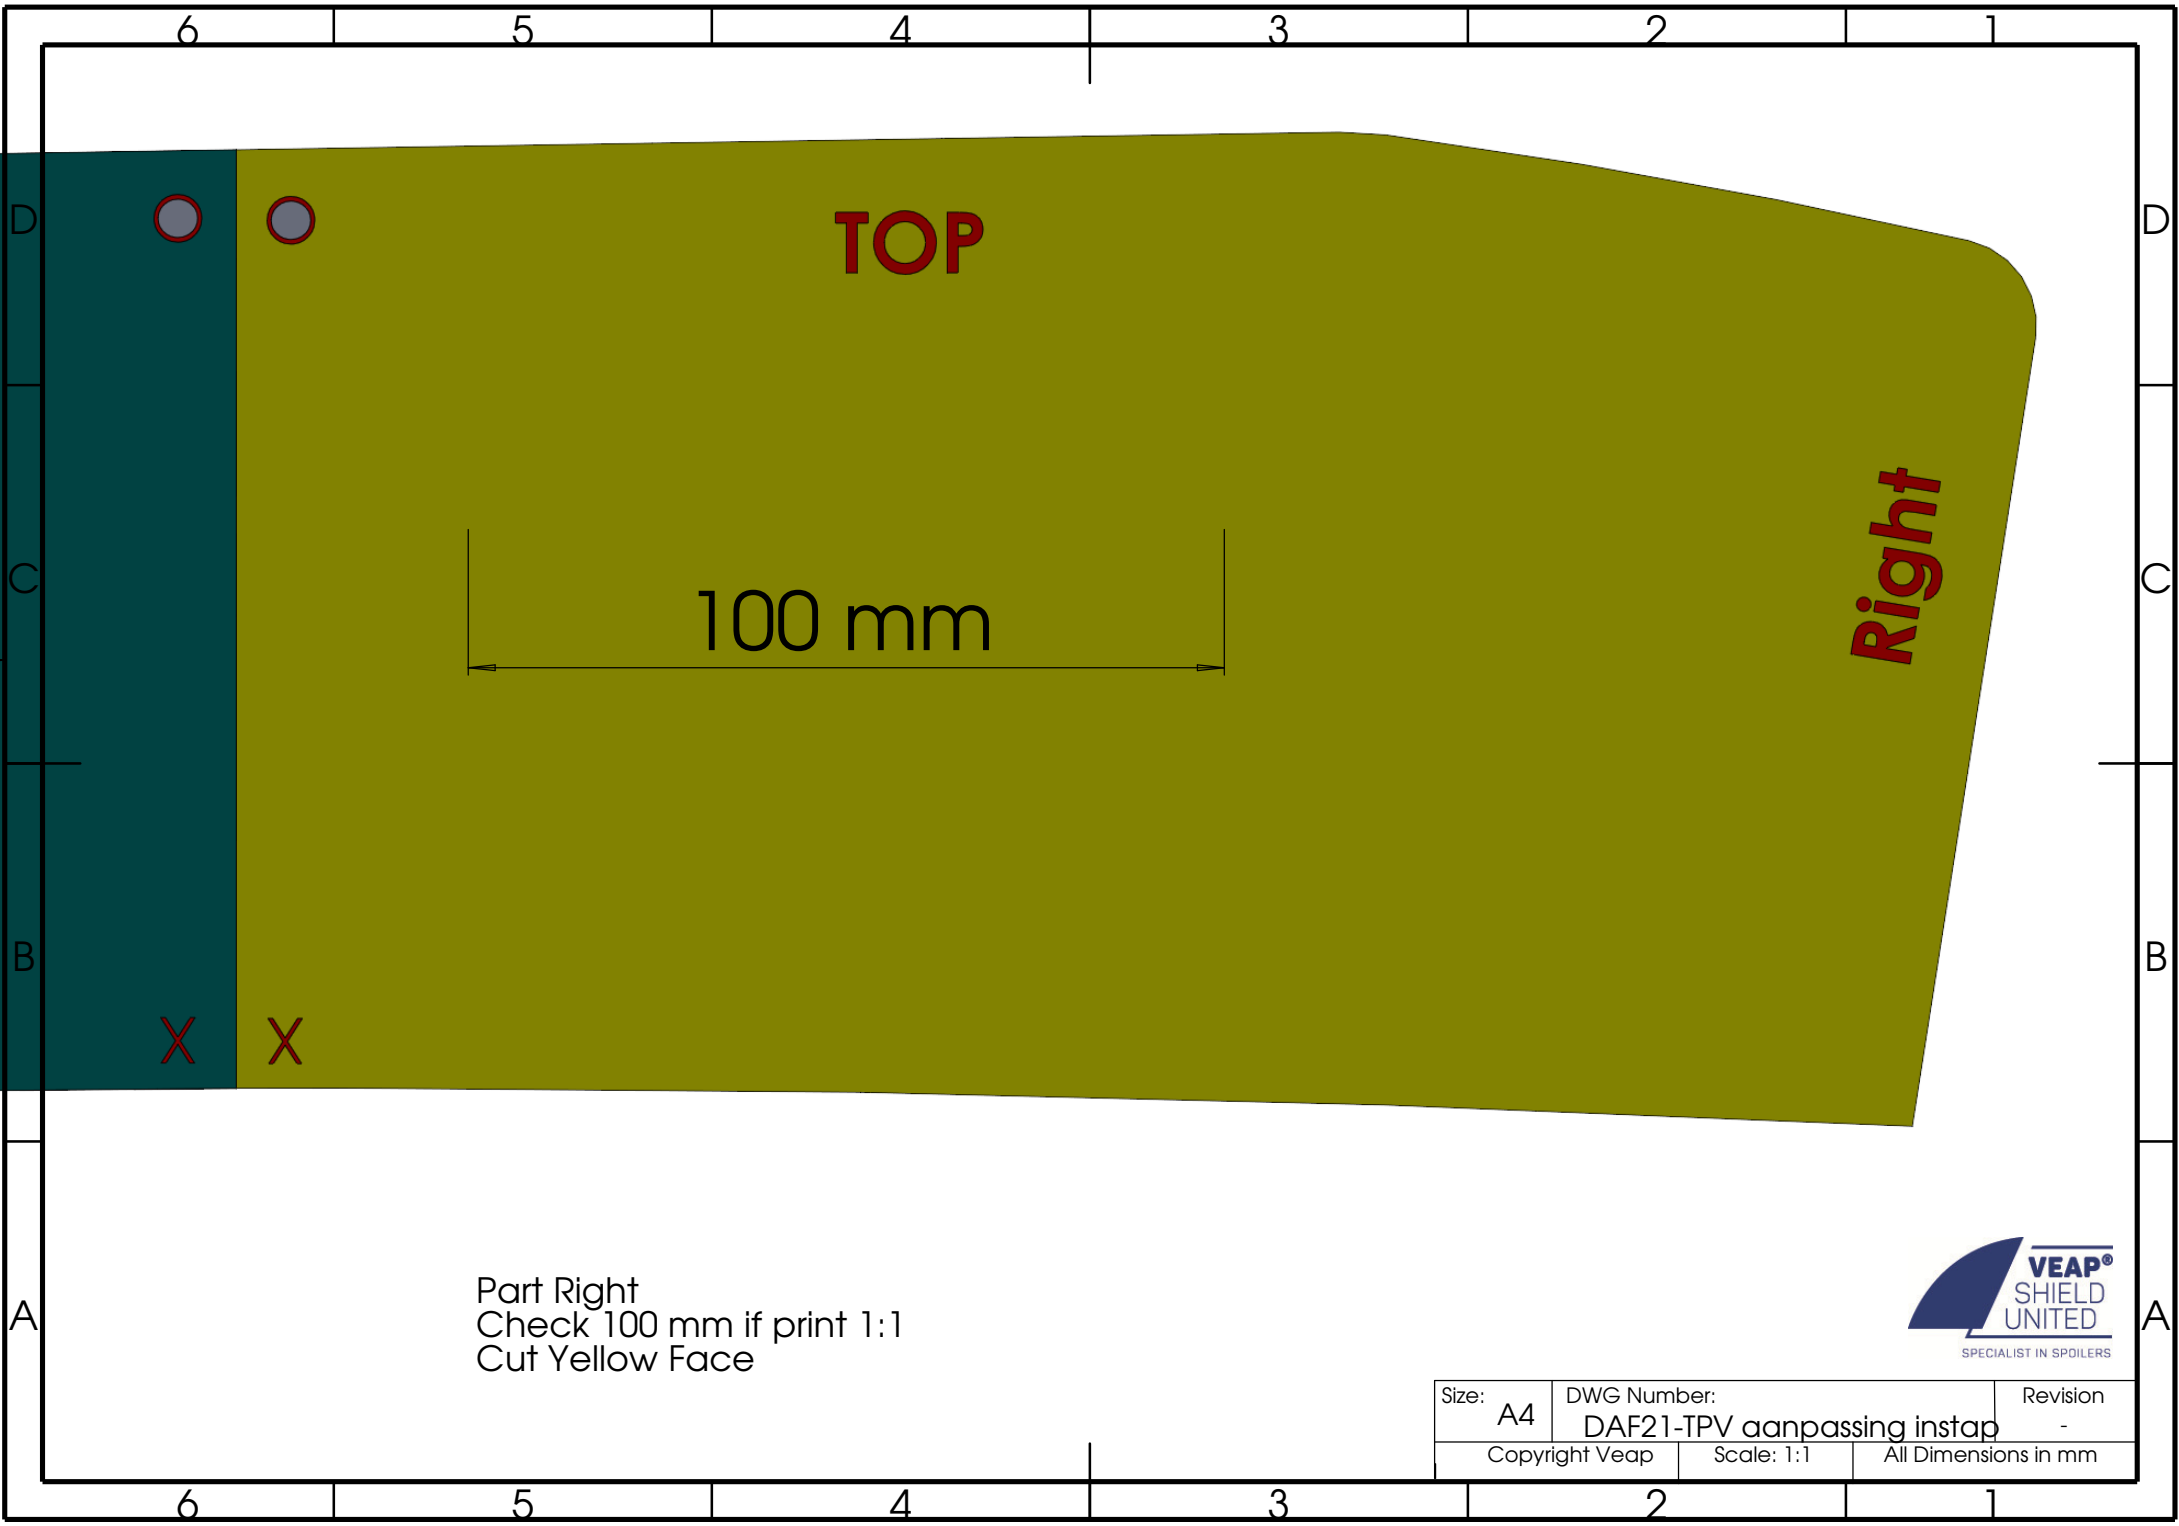 6 5 4 3 2 1
D D
TOP
Right
C C
100 mm
B B
X X
Part Right
Check 100 mm if print 1:1
Cut Yellow Face
A A
VEAP®
SHIELD
UNITED
SPECIALIST IN SPOILERS
Size: A4
DWG Number:
DAF21-TPV aanpassing instap
Revision
-
Copyright Veap Scale: 1:1 All Dimensions in mm
6 5 4 3 2 1